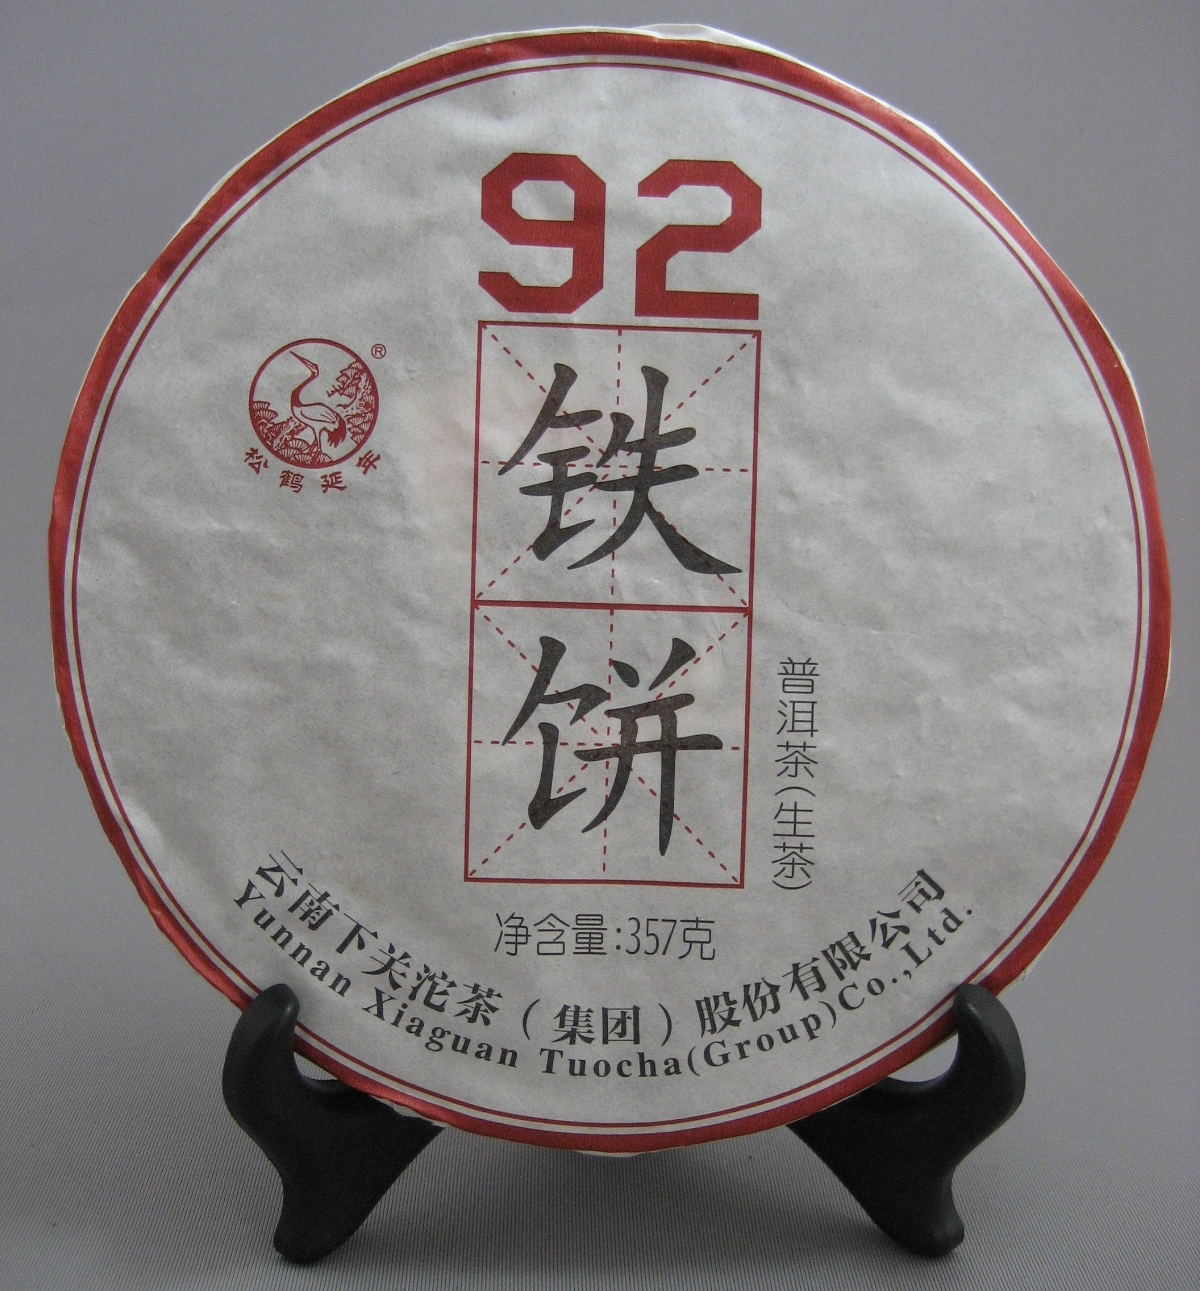 92
®
松鹤延年
铁
饼
普洱茶(生茶)
净含量:357克
云南下关沱茶(集团)股份有限公司
Yunnan Xiaguan Tuocha(Group)Co.,Ltd.